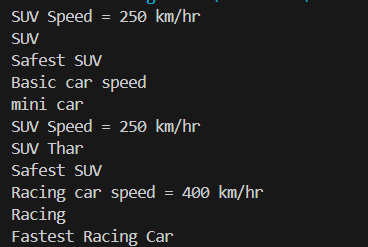 SUV Speed = 250 km/hr
SUV
Safest SUV
Basic car speed
mini car
SUV Speed = 250 km/hr
SUV Thar
Safest SUV
Racing car speed = 400 km/hr
Racing
Fastest Racing Car